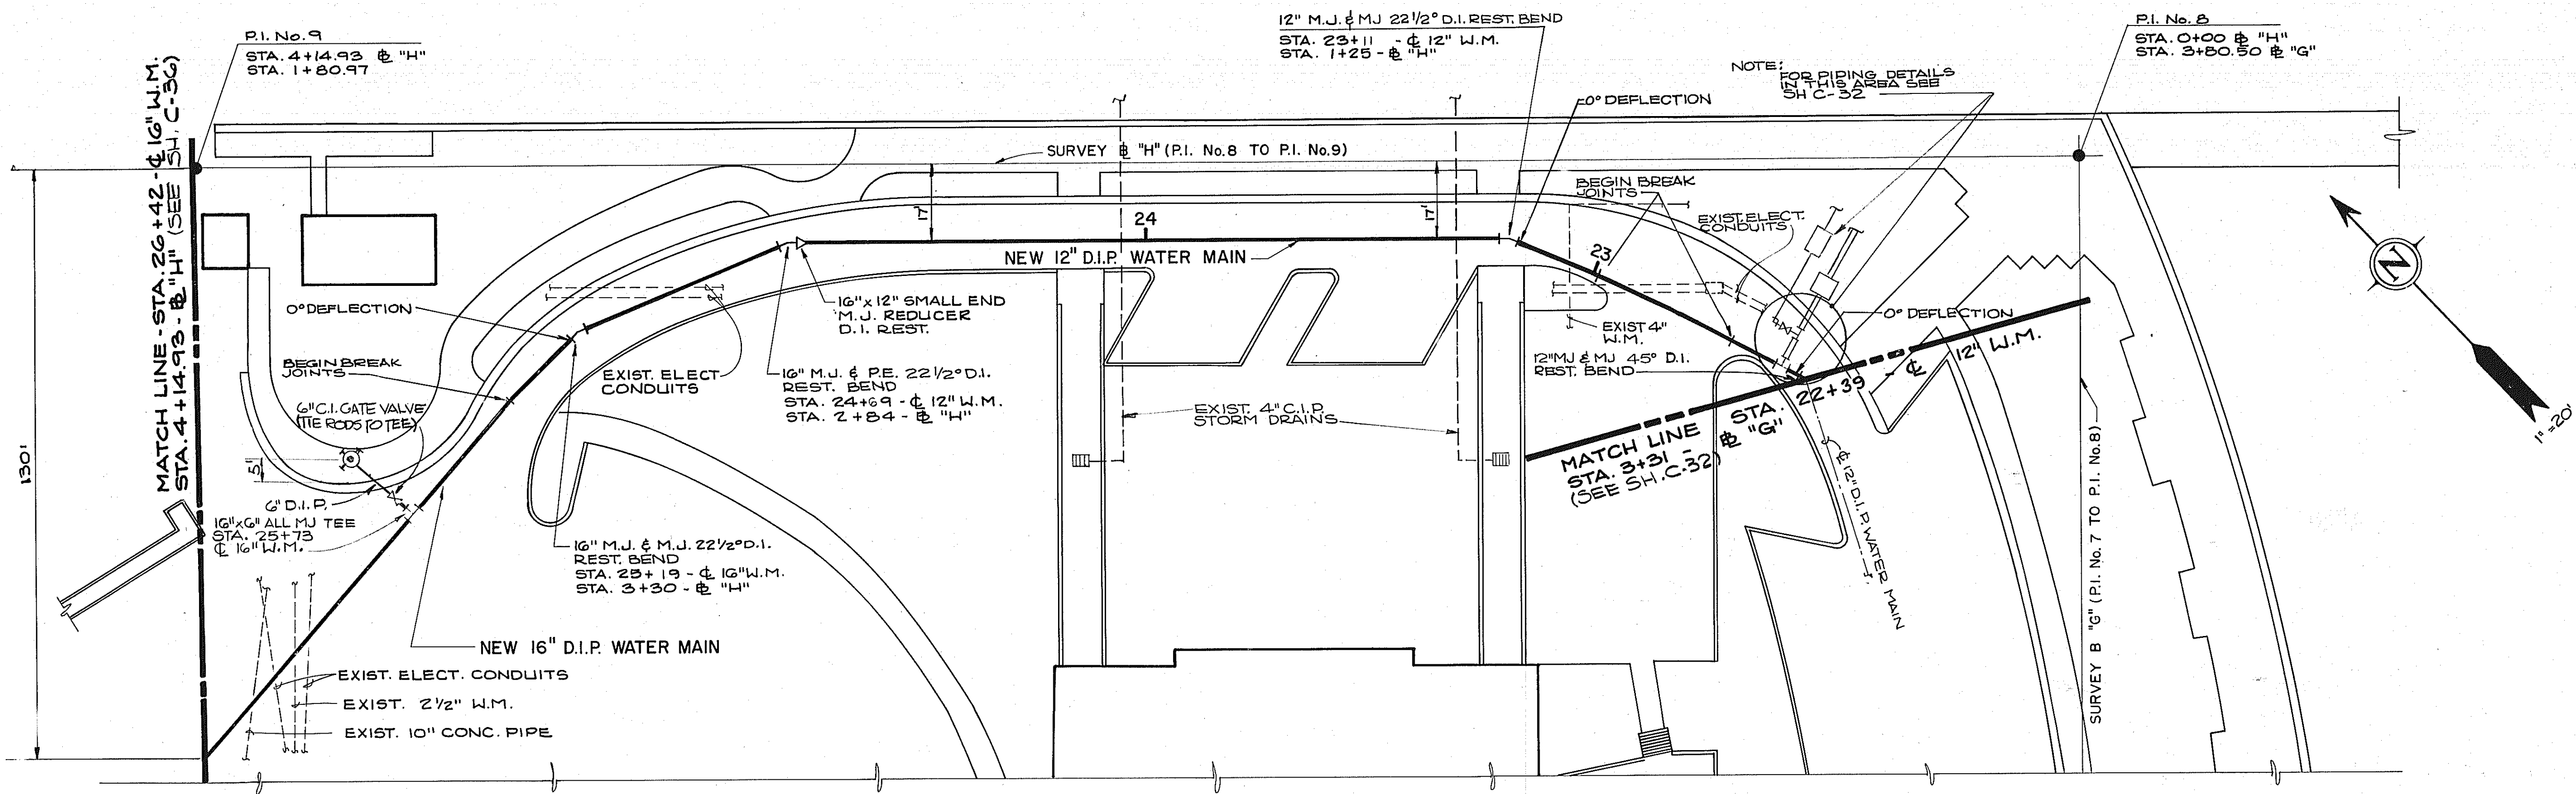 P.I. No. 9
STA. 4+14.93 ⅊ "H"
STA. 1+80.97
MATCH LINE - STA. 26+42 - ℄ 16" W.M.
STA. 4+14.93 - ⅊ "H" (SEE SH. C-36)
12" M.J. & MJ 22 1/2° D.I. REST. BEND
STA. 23+11 - ℄ 12" W.M.
STA. 1+25 - ⅊ "H"
P.I. No. 8
STA. 0+00 ⅊ "H"
STA. 3+80.50 ⅊ "G"
NOTE:
FOR PIPING DETAILS
IN THIS AREA SEE
SH C-32
0° DEFLECTION
SURVEY ⅊ "H" (P.I. No. 8 TO P.I. No. 9)
17'
24
17'
BEGIN BREAK
JOINTS
EXIST. ELECT.
CONDUITS
23
NEW 12" D.I.P. WATER MAIN
N
1" = 20'
0° DEFLECTION
16" x 12" SMALL END
M.J. REDUCER
D.I. REST.
EXIST 4"
W.M.
0° DEFLECTION
12" MJ & MJ 45° D.I.
REST. BEND
BEGIN BREAK
JOINTS
EXIST. ELECT
CONDUITS
16" M.J. & P.E. 22 1/2° D.I.
REST. BEND
STA. 24+69 - ℄ 12" W.M.
STA. 2+84 - ⅊ "H"
6" C.I. GATE VALVE
(TIE RODS TO TEE)
EXIST. 4" C.I.P.
STORM DRAINS
MATCH LINE STA. 22+39 ℄ 12" W.M.
STA. 3+31 - ⅊ "G"
(SEE SH. C-32)
130'
5'
6" D.I.P.
16" x 6" ALL MJ TEE
STA. 25+73
℄ 16" W.M.
℄ 12" D.I.P. WATER MAIN
16" M.J. & M.J. 22 1/2° D.I.
REST. BEND
STA. 25+19 - ℄ 16" W.M.
STA. 3+30 - ⅊ "H"
SURVEY B "G" (P.I. No. 7 TO P.I. No. 8)
NEW 16" D.I.P. WATER MAIN
EXIST. ELECT. CONDUITS
EXIST. 2 1/2" W.M.
EXIST. 10" CONC. PIPE